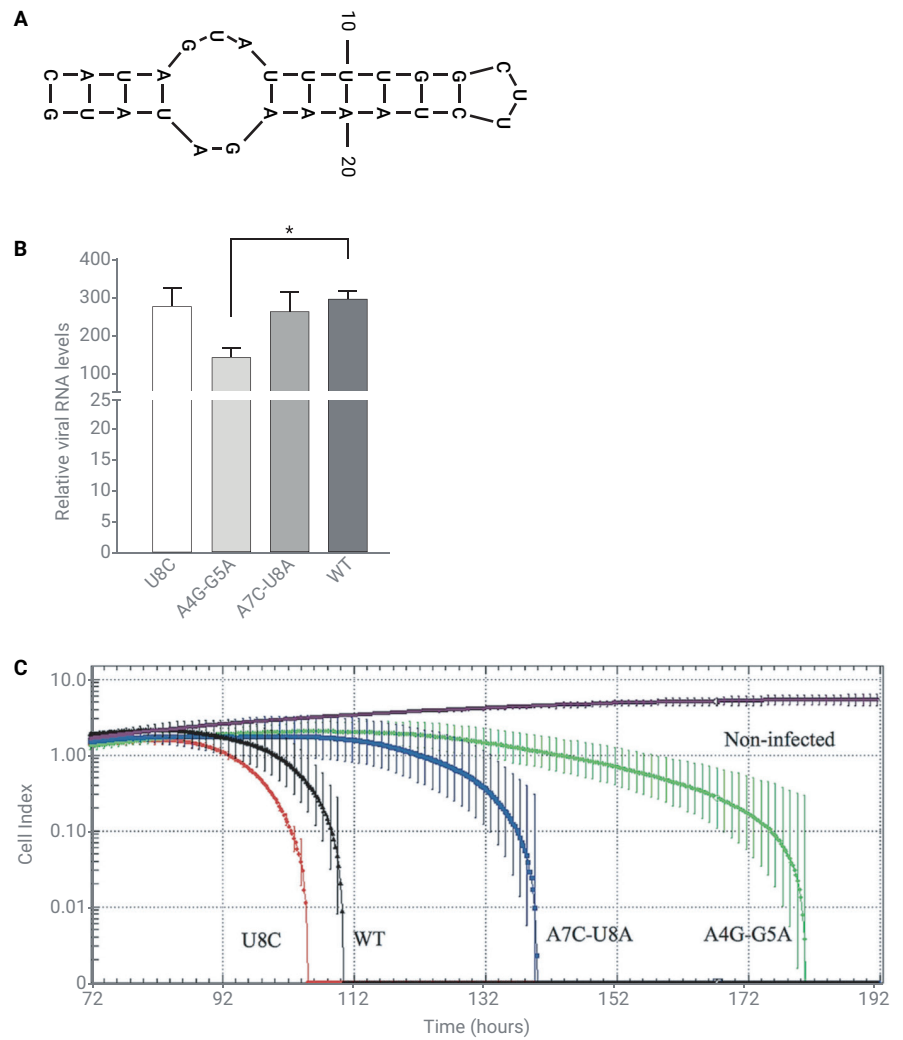 A
10
G U A
C A U A U U U U G G C
U
G U A U A A A A U C U
A G
20
B
*
400
300
200
100
25
20
15
10
5
0
Relative viral RNA levels
U8C A4G-G5A A7C-U8A WT
C
10.0
1.00
0.10
0.01
0
Cell Index
Non-infected
U8C WT A7C-U8A A4G-G5A
72 92 112 132 152 172 192
Time (hours)